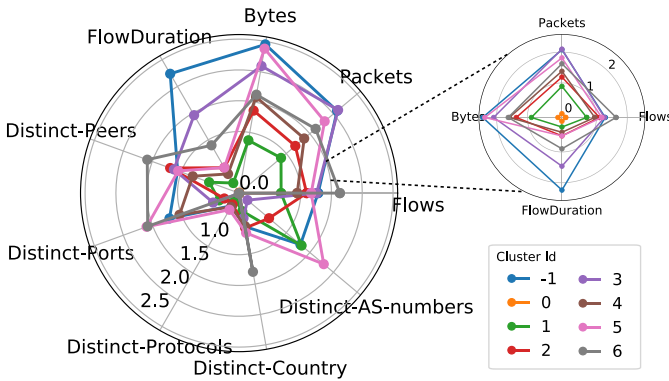 Bytes
FlowDuration
Packets
Distinct-Peers
0.0
Flows
1.0
1.5
2.0
2.5
Distinct-Ports
Distinct-AS-numbers
Distinct-Protocols
Distinct-Country
Packets
2
1
0
Bytes
Flows
FlowDuration
Cluster Id
-1
0
1
2
3
4
5
6